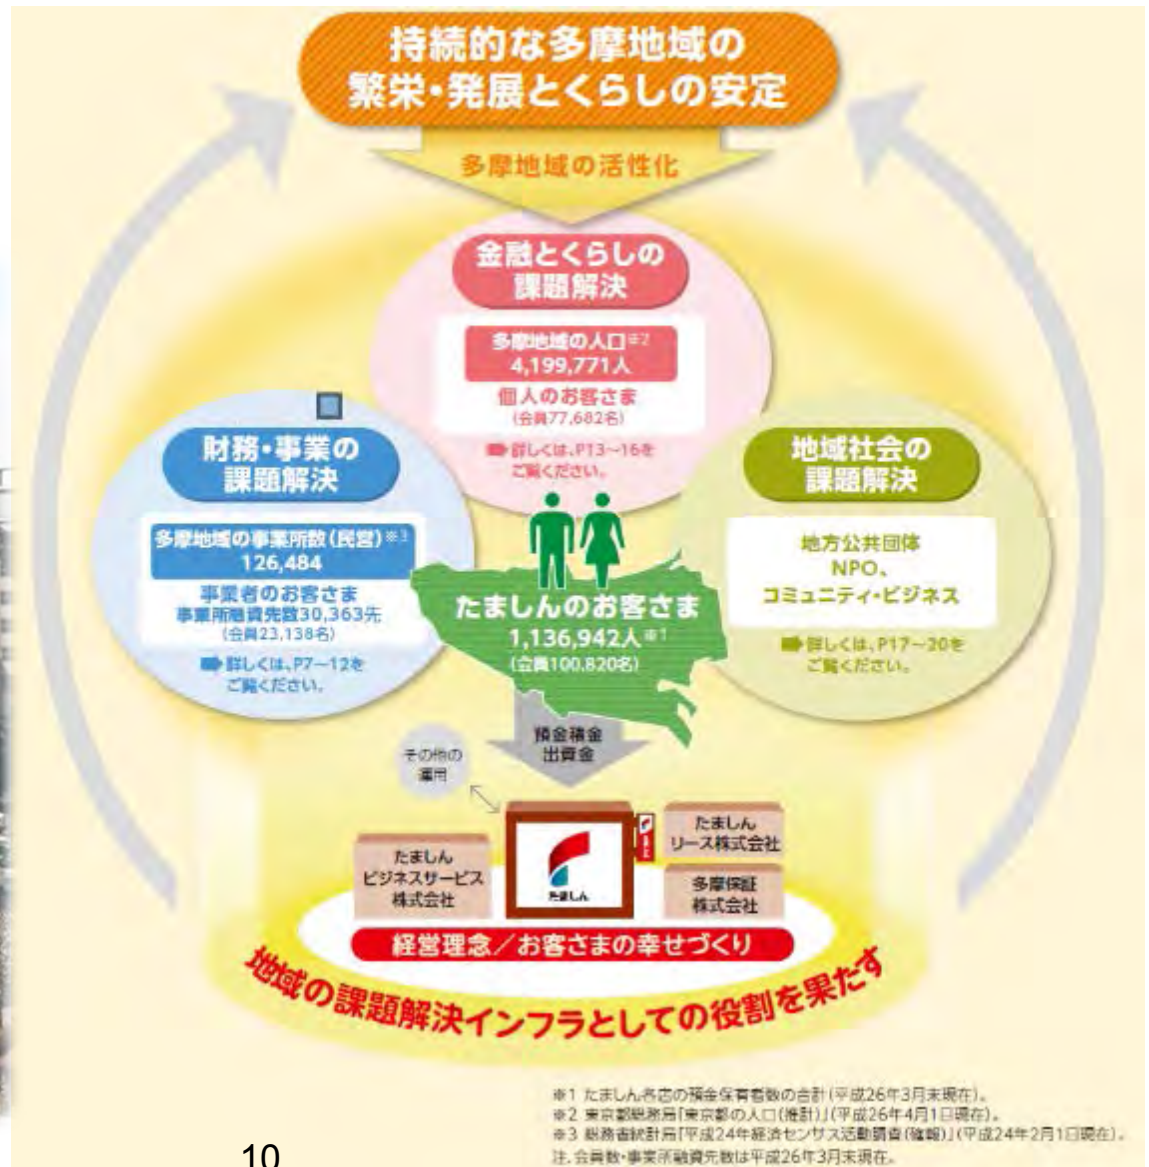 持続的な多摩地域の
繁栄・発展とくらしの安定
多摩地域の活性化
金融とくらしの
課題解決
多摩地域の人口※2
4,199,771人
個人のお客さま
(会員77,682名)
詳しくは、P13〜16を
ご覧ください。
財務・事業の
課題解決
多摩地域の事業所数(民営)※3
126,484
事業者のお客さま
事業所融資先数30,363先
(会員23,138名)
詳しくは、P7〜12を
ご覧ください。
地域社会の
課題解決
地方公共団体
NPO、
コミュニティ・ビジネス
詳しくは、P17〜20を
ご覧ください。
たましんのお客さま
1,136,942人※1
(会員100,820名)
預金積金
出資金
その他の
運用
たましん
ビジネスサービス
株式会社
たましん
たましん
リース株式会社
多摩保証
株式会社
経営理念/お客さまの幸せづくり
地域の課題解決インフラとしての役割を果たす
※1 たましん各店の預金保有者数の合計(平成26年3月末現在)。
※2 東京都総務局「東京都の人口(推計)」(平成26年4月1日現在)。
※3 総務省統計局「平成24年経済センサス活動調査(確報)」(平成24年2月1日現在)。
注.会員数・事業所融資先数は平成26年3月末現在。
10